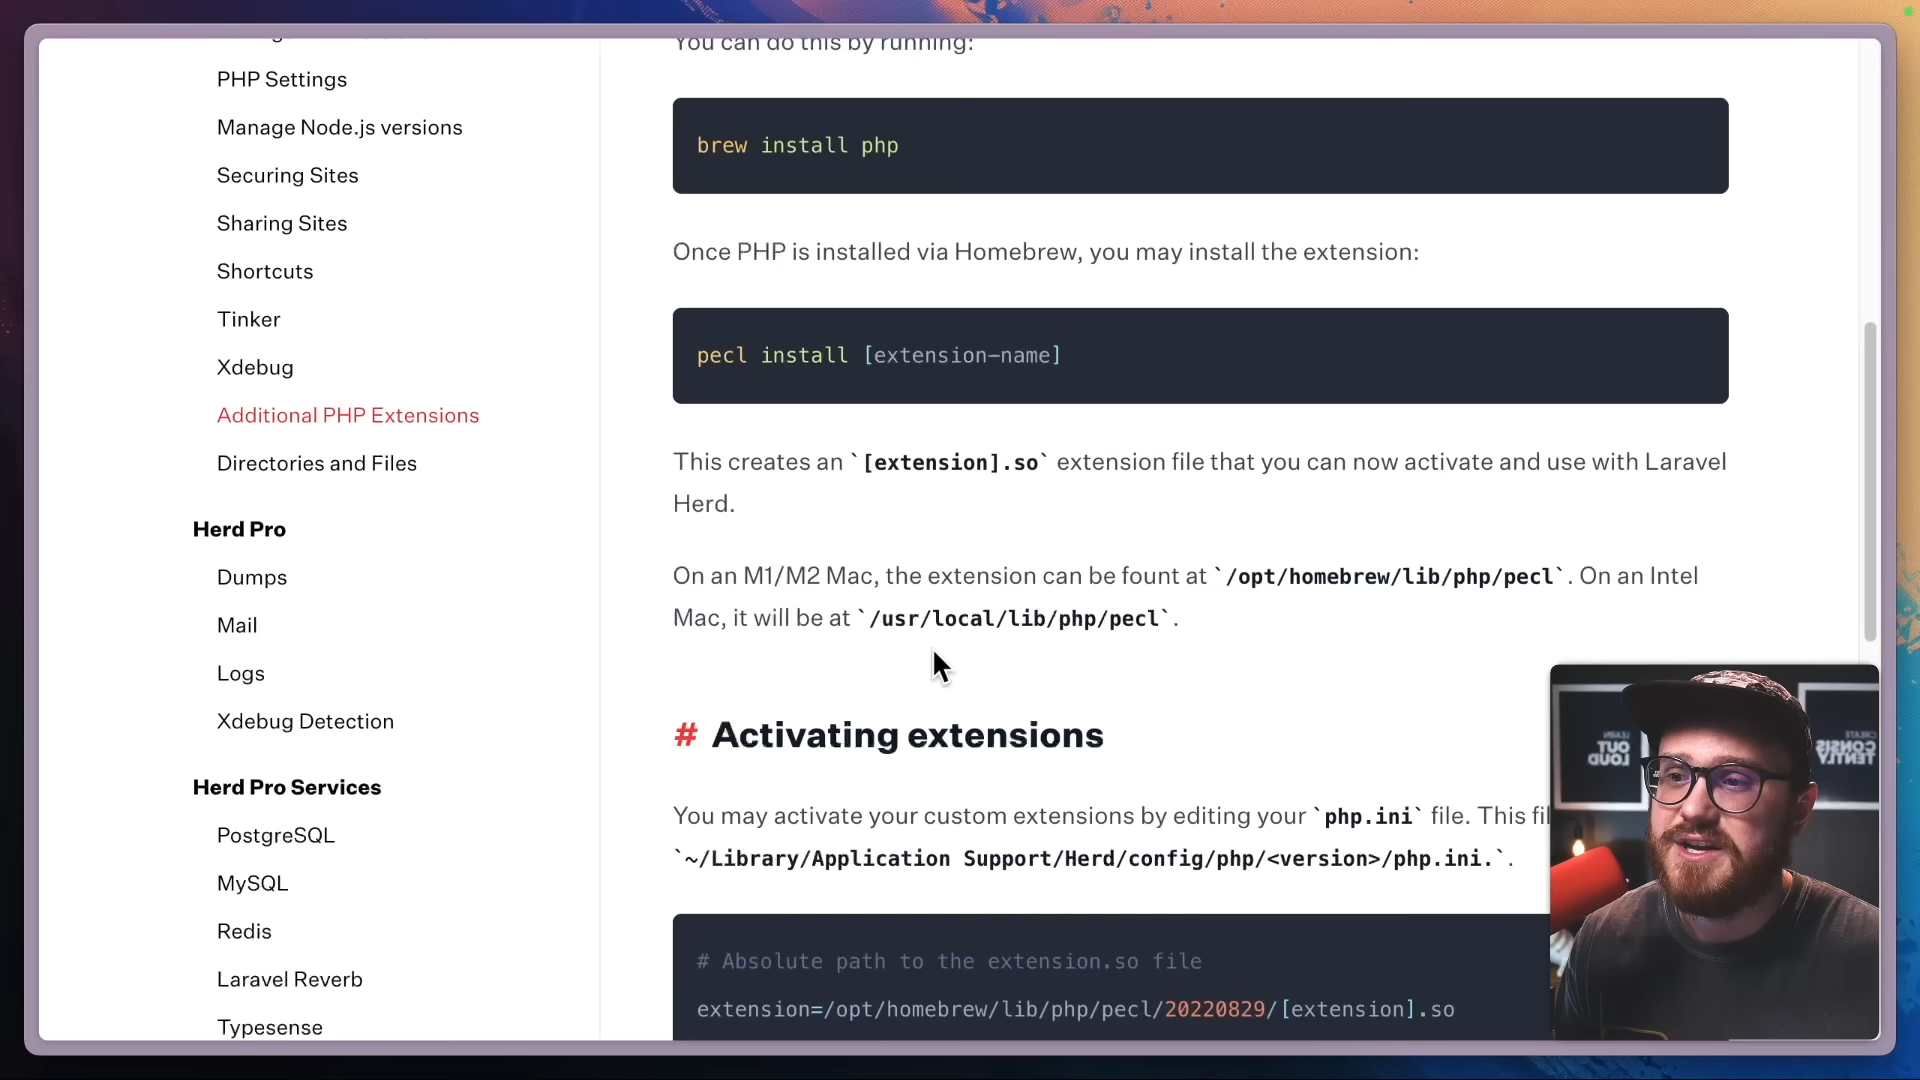 PHP Settings
Manage Node.js versions
Securing Sites
Sharing Sites
Shortcuts
Tinker
Xdebug
Additional PHP Extensions
Directories and Files
Herd Pro
Dumps
Mail
Logs
Xdebug Detection
Herd Pro Services
PostgreSQL
MySQL
Redis
Laravel Reverb
Typesense
You can do this by running:
brew install php
Once PHP is installed via Homebrew, you may install the extension:
pecl install [extension-name]
This creates an `[extension].so` extension file that you can now activate and use with Laravel
Herd.
On an M1/M2 Mac, the extension can be fount at `/opt/homebrew/lib/php/pecl`. On an Intel
Mac, it will be at `/usr/local/lib/php/pecl`.
# Activating extensions
You may activate your custom extensions by editing your `php.ini` file. This fil
`~/Library/Application Support/Herd/config/php/<version>/php.ini.`.
# Absolute path to the extension.so file
extension=/opt/homebrew/lib/php/pecl/20220829/[extension].so
LEARN
OUT
LOUD
CREATE
CONSIS
TENTLY